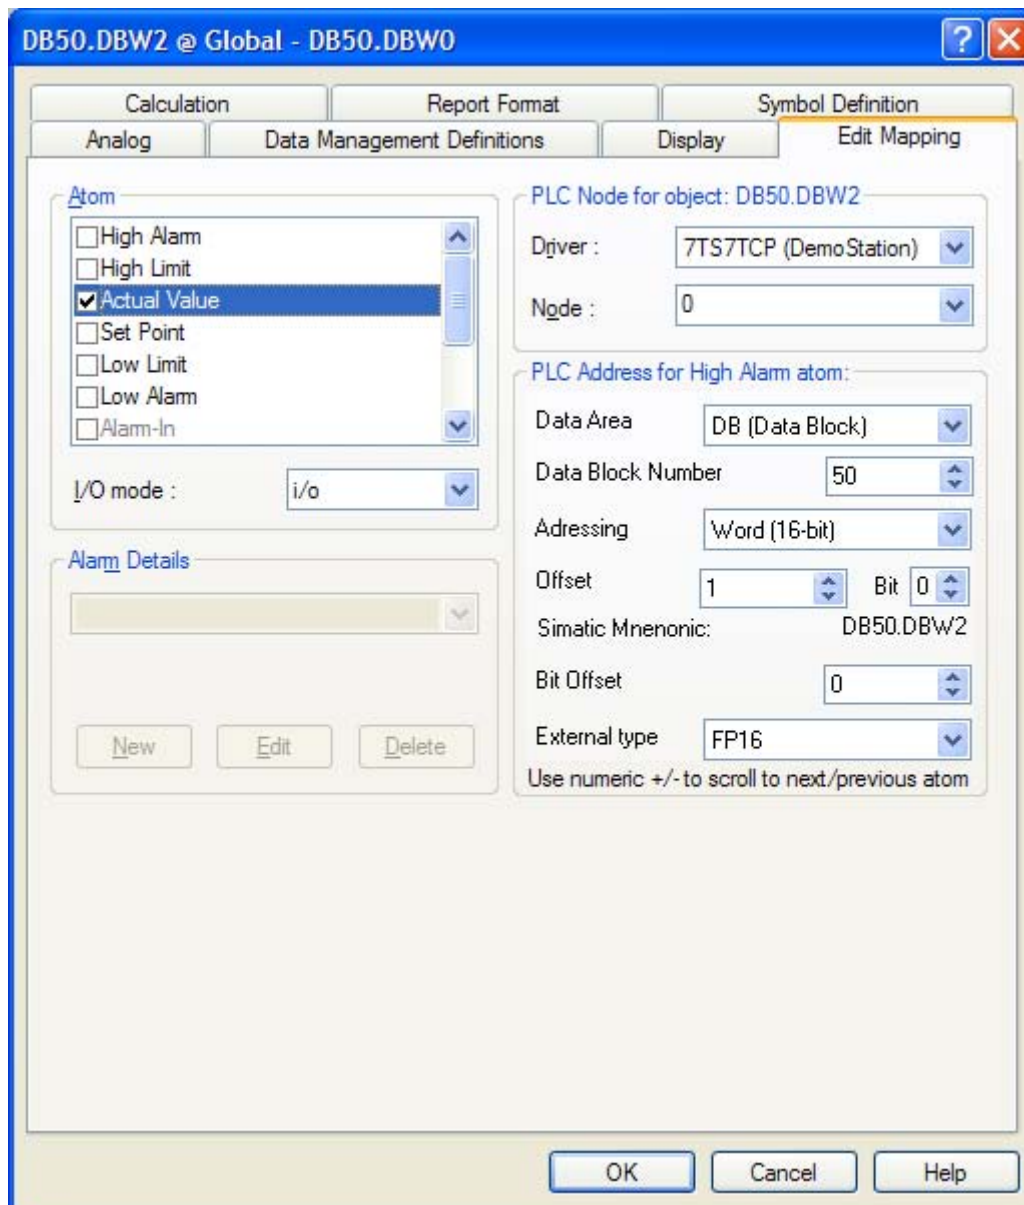 DB50.DBW2 @ Global - DB50.DBW0
Calculation
Report Format
Symbol Definition
Analog
Data Management Definitions
Display
Edit Mapping
Atom
High Alarm
High Limit
Actual Value
Set Point
Low Limit
Low Alarm
Alarm-In
I/O mode : i/o
Alarm Details
New
Edit
Delete
PLC Node for object: DB50.DBW2
Driver : 7TS7TCP (DemoStation)
Node : 0
PLC Address for High Alarm atom:
Data Area DB (Data Block)
Data Block Number 50
Adressing Word (16-bit)
Offset 1 Bit 0
Simatic Mnenonic: DB50.DBW2
Bit Offset 0
External type FP16
Use numeric +/- to scroll to next/previous atom
OK
Cancel
Help